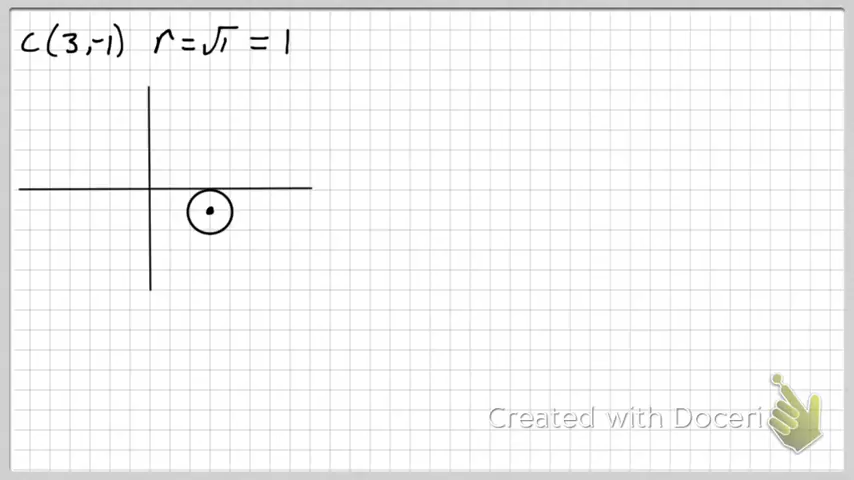 C(3,-1) r=√1 = 1
Created with Doceri